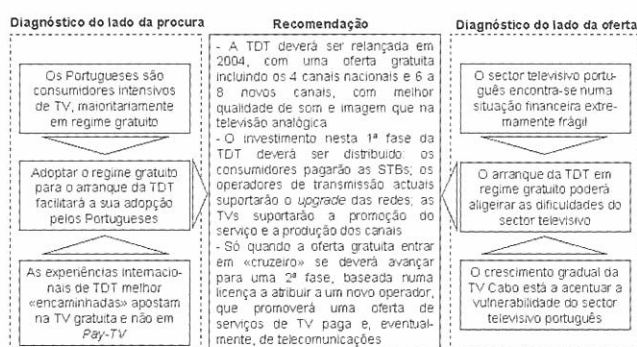 Diagnóstico do lado da procura
Os Portugueses são
consumidores intensivos
de TV, maioritariamente
em regime gratuito
Adoptar o regime gratuito
para o arranque da TDT
facilitará a sua adopção
pelos Portugueses
As experiências internacio-
nais de TDT melhor
«encaminhadas» apostam
na TV gratuita e não em
Pay-TV
Recomendação
- A TDT deverá ser relançada em
2004, com uma oferta gratuita
incluindo os 4 canais nacionais e 6 a
8 novos canais, com melhor
qualidade de som e imagem que na
televisão analógica
- O investimento nesta 1ª fase da
TDT deverá ser distribuido: os
consumidores pagarão as STBs; os
operadores de transmissão actuais
suportarão o upgrade das redes; as
TVs suportarão a promoção do
serviço e a produção dos canais
- Só quando a oferta gratuita entrar
em «cruzeiro» se deverá avançar
para uma 2ª fase, baseada numa
licença a atribuir a um novo operador,
que promoverá uma oferta de
serviços de TV paga e, eventual-
mente, de telecomunicações
Diagnóstico do lado da oferta
O sector televisivo portu-
guês encontra-se numa
situação financeira extre-
mamente frágil
O arranque da TDT em
regime gratuito poderá
aligeirar as dificuldades do
sector televisivo
O crescimento gradual da
TV Cabo está a acentuar a
vulnerabilidade do sector
televisivo português